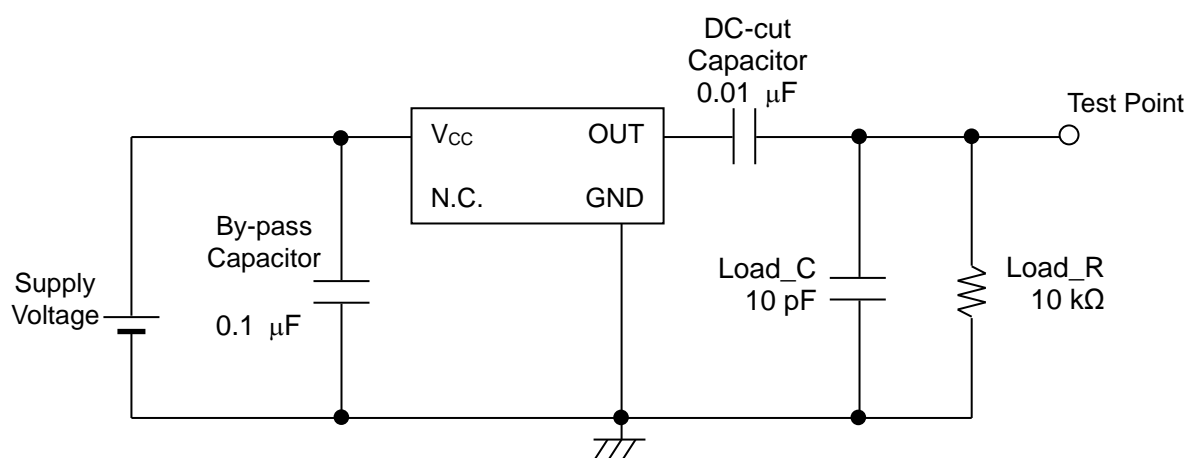 DC-cut
Capacitor
0.01 μF
Test Point
VCC OUT
N.C. GND
By-pass
Capacitor
0.1 μF
Supply
Voltage
Load_C
10 pF
Load_R
10 kΩ